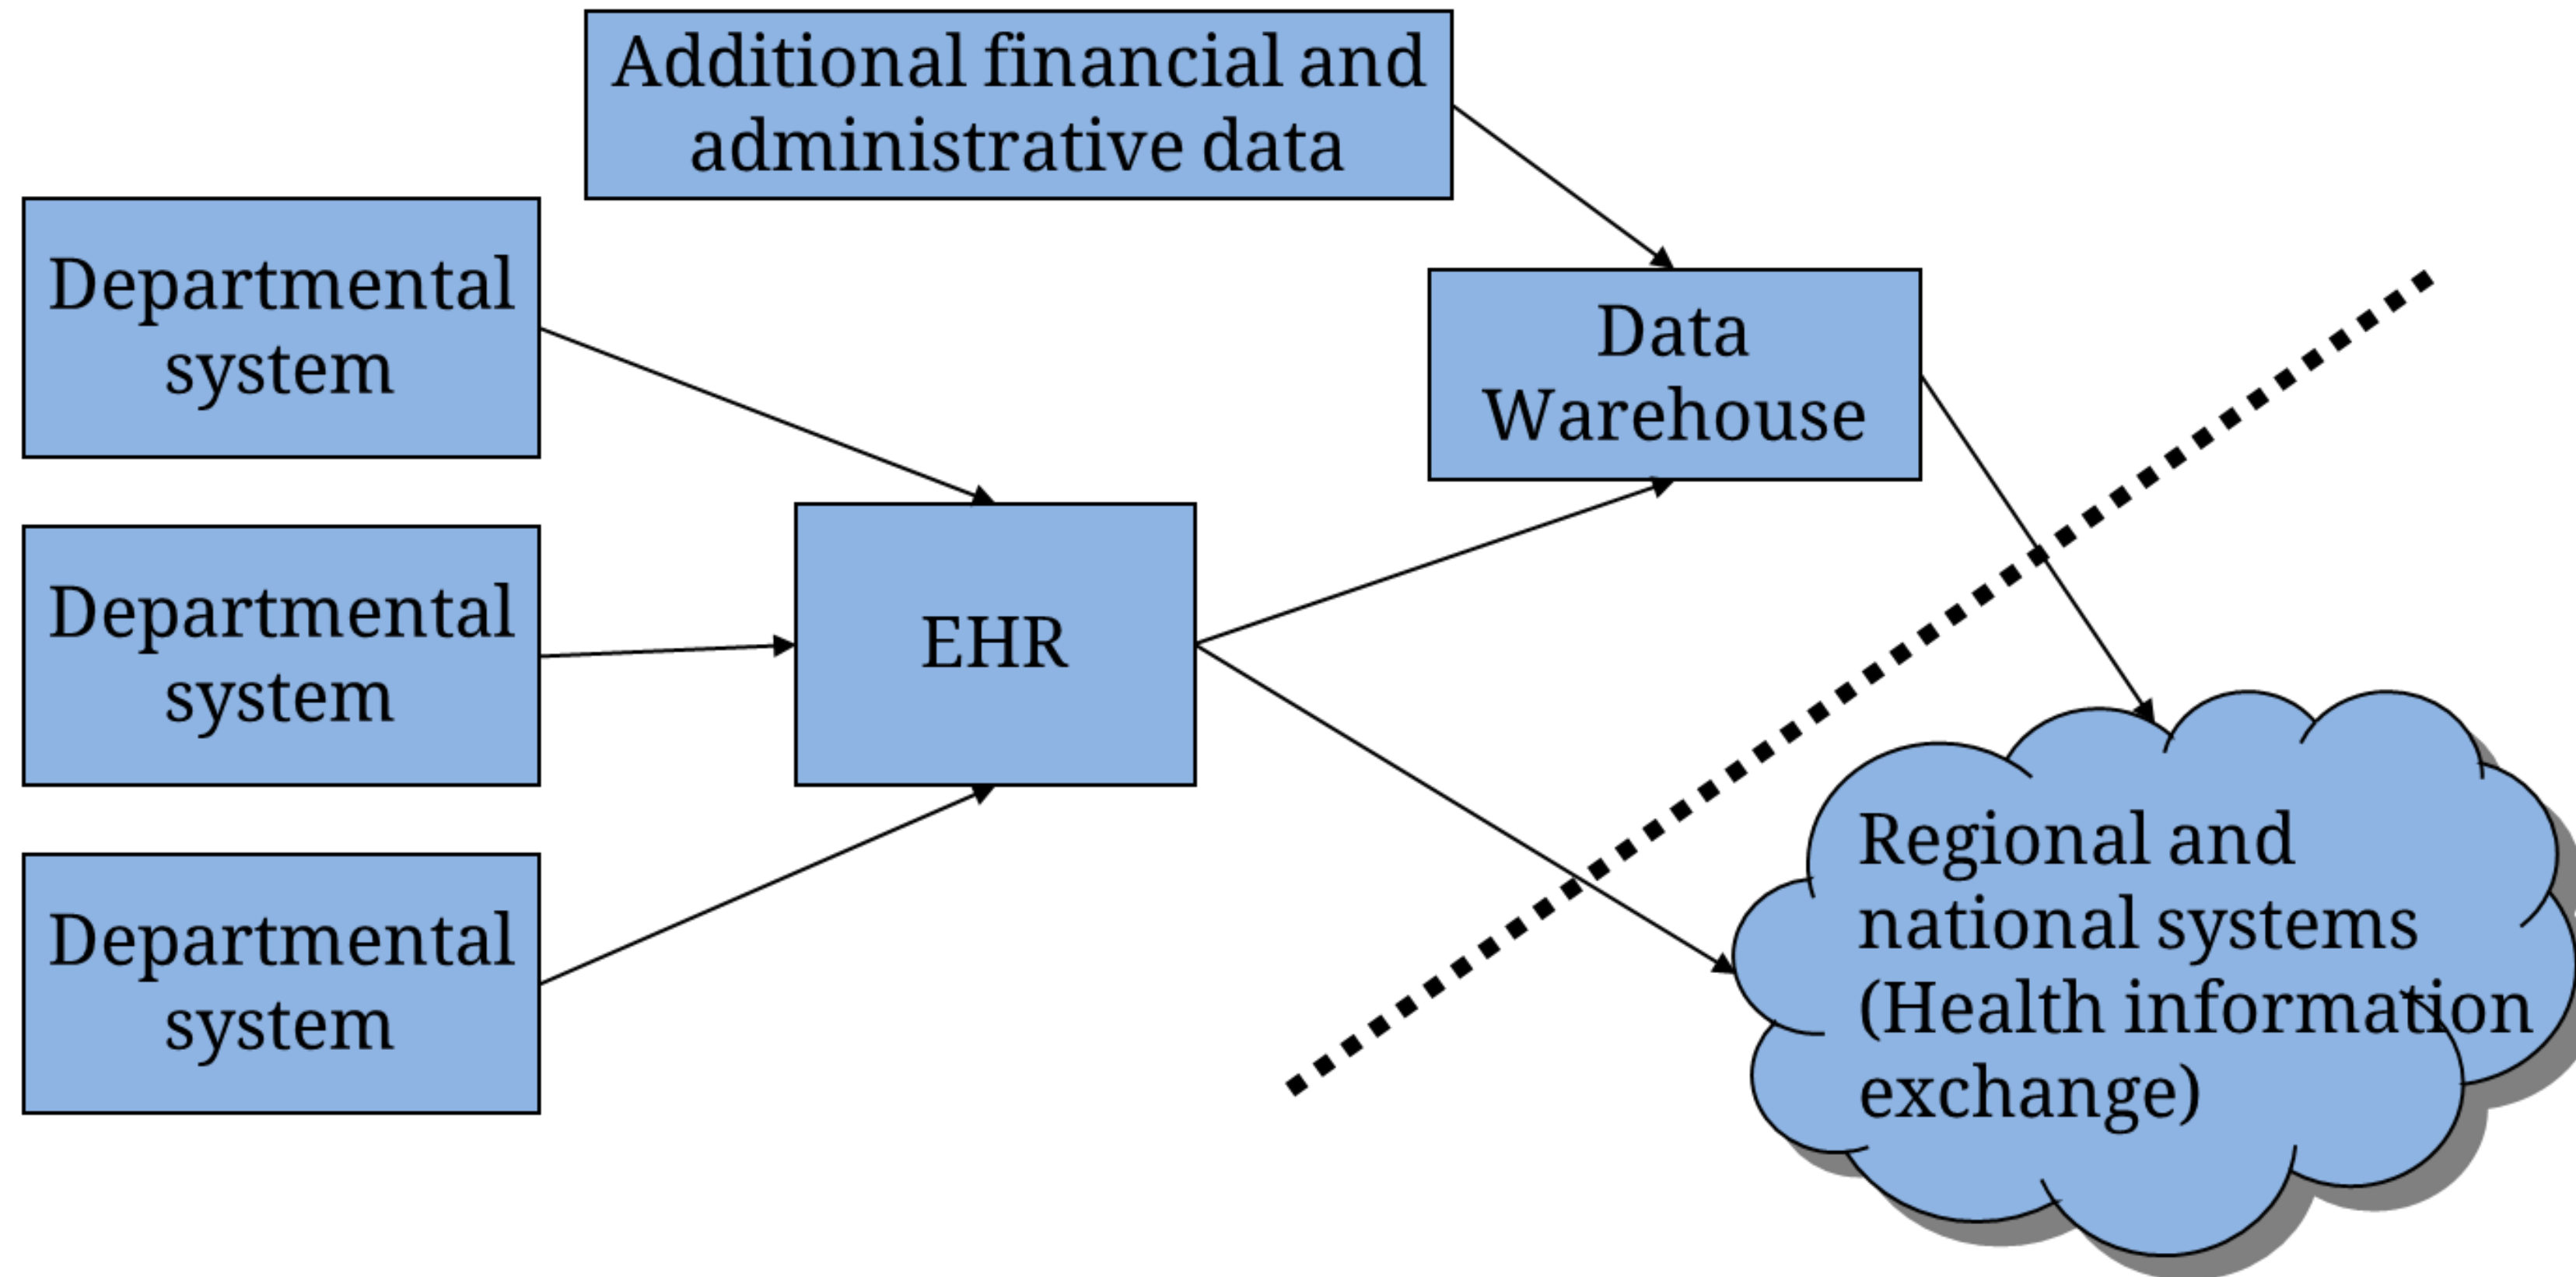 Additional financial and
administrative data
Departmental
system
Data
Warehouse
Departmental
system
EHR
Departmental
system
Regional and
national systems
(Health information
exchange)